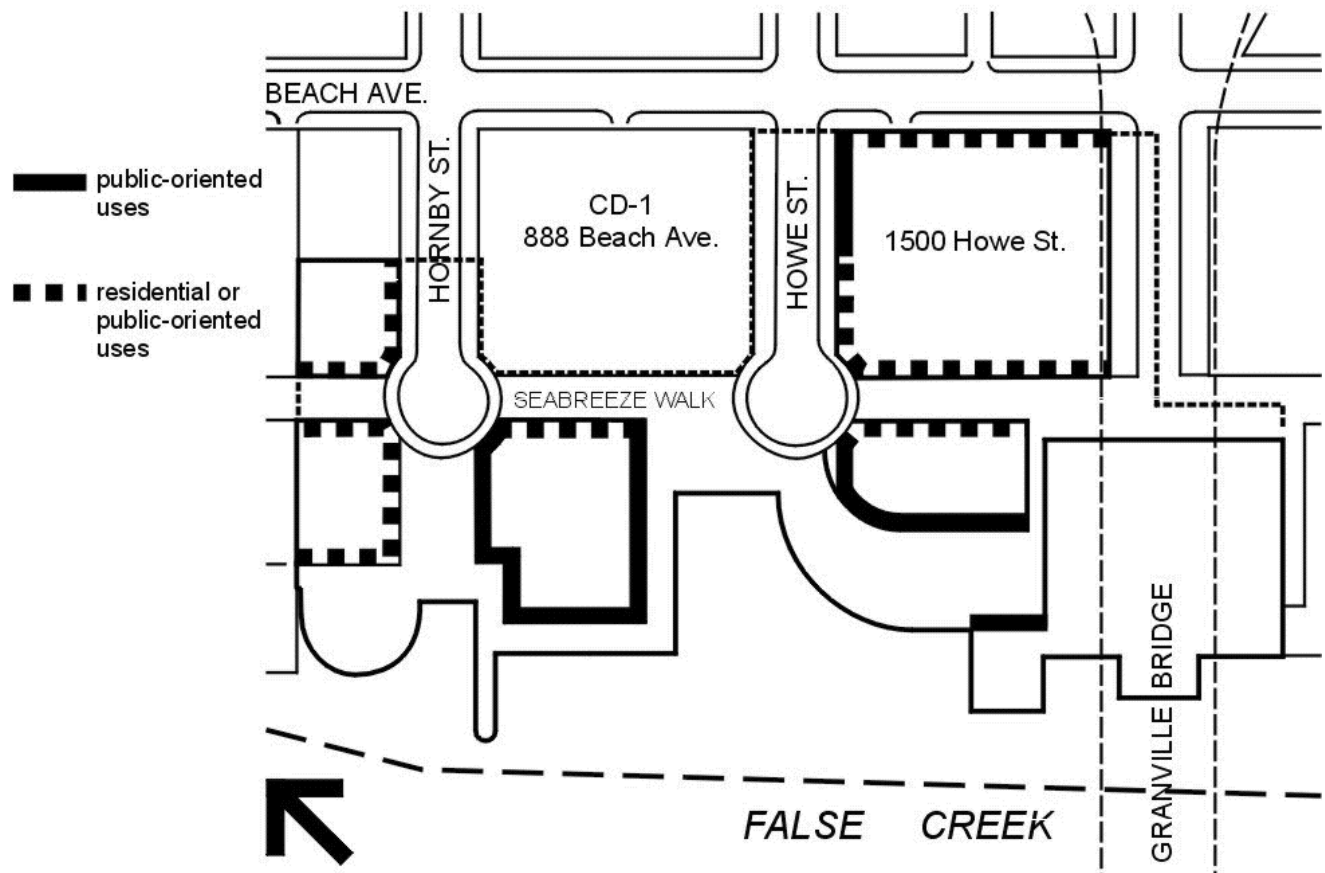 BEACH AVE.
public-oriented
uses
HORNBY ST.
CD-1
888 Beach Ave.
HOWE ST.
1500 Howe St.
residential or
public-oriented
uses
SEABREEZE WALK
GRANVILLE BRIDGE
FALSE CREEK